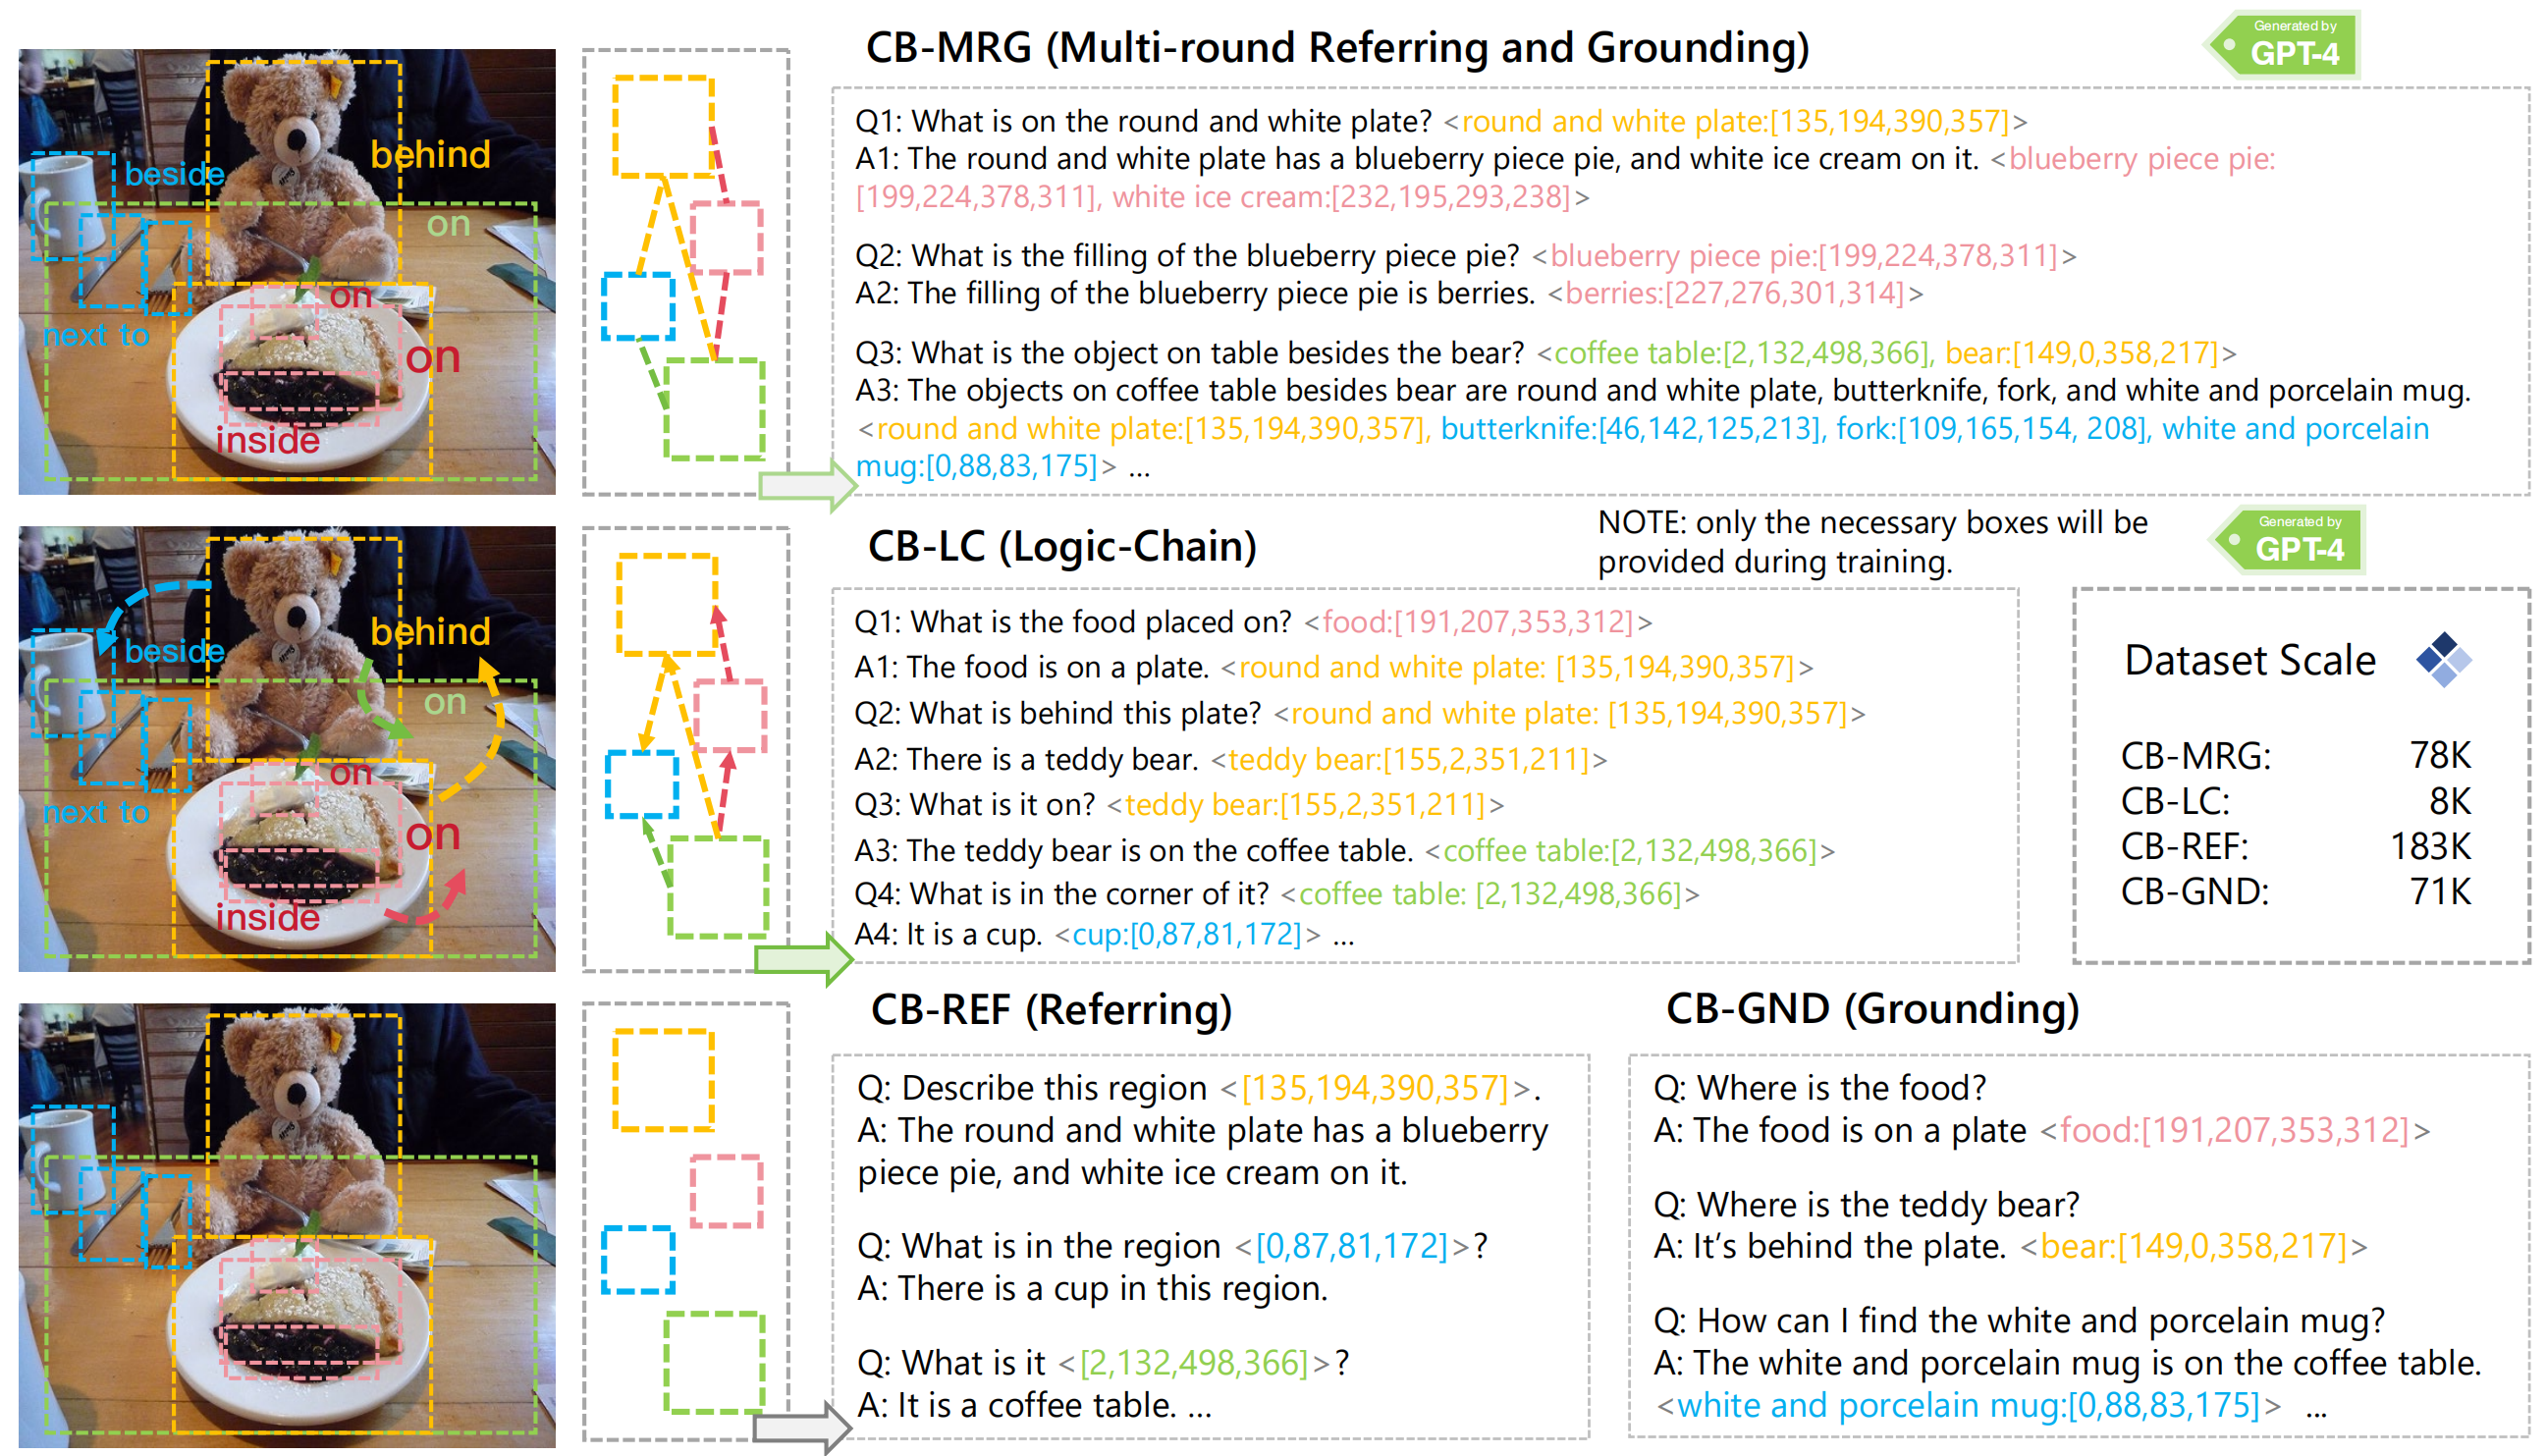 CB-MRG (Multi-round Referring and Grounding)
Generated by
GPT-4
behind
beside
on
on
next to
on
inside
Q1: What is on the round and white plate? <round and white plate:[135,194,390,357]>
A1: The round and white plate has a blueberry piece pie, and white ice cream on it. <blueberry piece pie:
[199,224,378,311], white ice cream:[232,195,293,238]>
Q2: What is the filling of the blueberry piece pie? <blueberry piece pie:[199,224,378,311]>
A2: The filling of the blueberry piece pie is berries. <berries:[227,276,301,314]>
Q3: What is the object on table besides the bear? <coffee table:[2,132,498,366], bear:[149,0,358,217]>
A3: The objects on coffee table besides bear are round and white plate, butterknife, fork, and white and porcelain mug.
<round and white plate:[135,194,390,357], butterknife:[46,142,125,213], fork:[109,165,154, 208], white and porcelain
mug:[0,88,83,175]> ...
CB-LC (Logic-Chain)
NOTE: only the necessary boxes will be
provided during training.
Generated by
GPT-4
behind
beside
on
on
next to
on
inside
Q1: What is the food placed on? <food:[191,207,353,312]>
A1: The food is on a plate. <round and white plate: [135,194,390,357]>
Q2: What is behind this plate? <round and white plate: [135,194,390,357]>
A2: There is a teddy bear. <teddy bear:[155,2,351,211]>
Q3: What is it on? <teddy bear:[155,2,351,211]>
A3: The teddy bear is on the coffee table. <coffee table:[2,132,498,366]>
Q4: What is in the corner of it? <coffee table: [2,132,498,366]>
A4: It is a cup. <cup:[0,87,81,172]> ...
Dataset Scale
CB-MRG: 78K
CB-LC: 8K
CB-REF: 183K
CB-GND: 71K
CB-REF (Referring)
Q: Describe this region <[135,194,390,357]>.
A: The round and white plate has a blueberry
piece pie, and white ice cream on it.
Q: What is in the region <[0,87,81,172]>?
A: There is a cup in this region.
Q: What is it <[2,132,498,366]>?
A: It is a coffee table. ...
CB-GND (Grounding)
Q: Where is the food?
A: The food is on a plate <food:[191,207,353,312]>
Q: Where is the teddy bear?
A: It's behind the plate. <bear:[149,0,358,217]>
Q: How can I find the white and porcelain mug?
A: The white and porcelain mug is on the coffee table.
<white and porcelain mug:[0,88,83,175]> ...